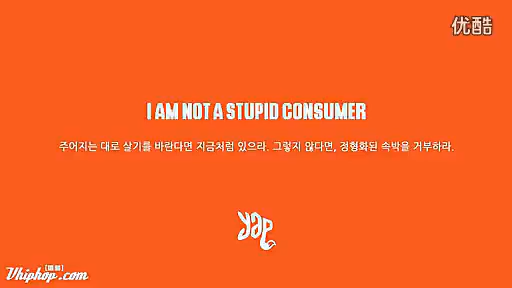 优酷
I AM NOT A STUPID CONSUMER
주어지는 대로 살기를 바란다면 지금처럼 있으라. 그렇지 않다면, 정형화된 속박을 거부하라.
yap
Vhiphop.com